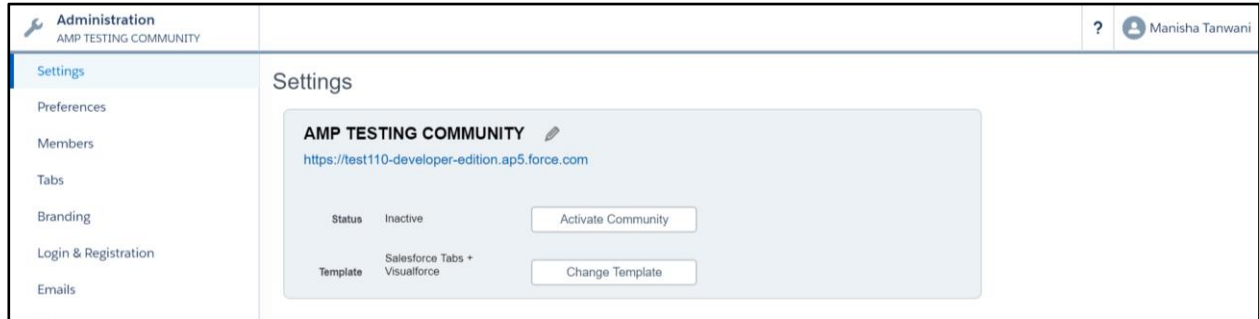 Administration
AMP TESTING COMMUNITY
?
Manisha Tanwani
Settings
Preferences
Members
Tabs
Branding
Login & Registration
Emails
Settings
AMP TESTING COMMUNITY
https://test110-developer-edition.ap5.force.com
Status Inactive Activate Community
Template Salesforce Tabs +
Visualforce Change Template